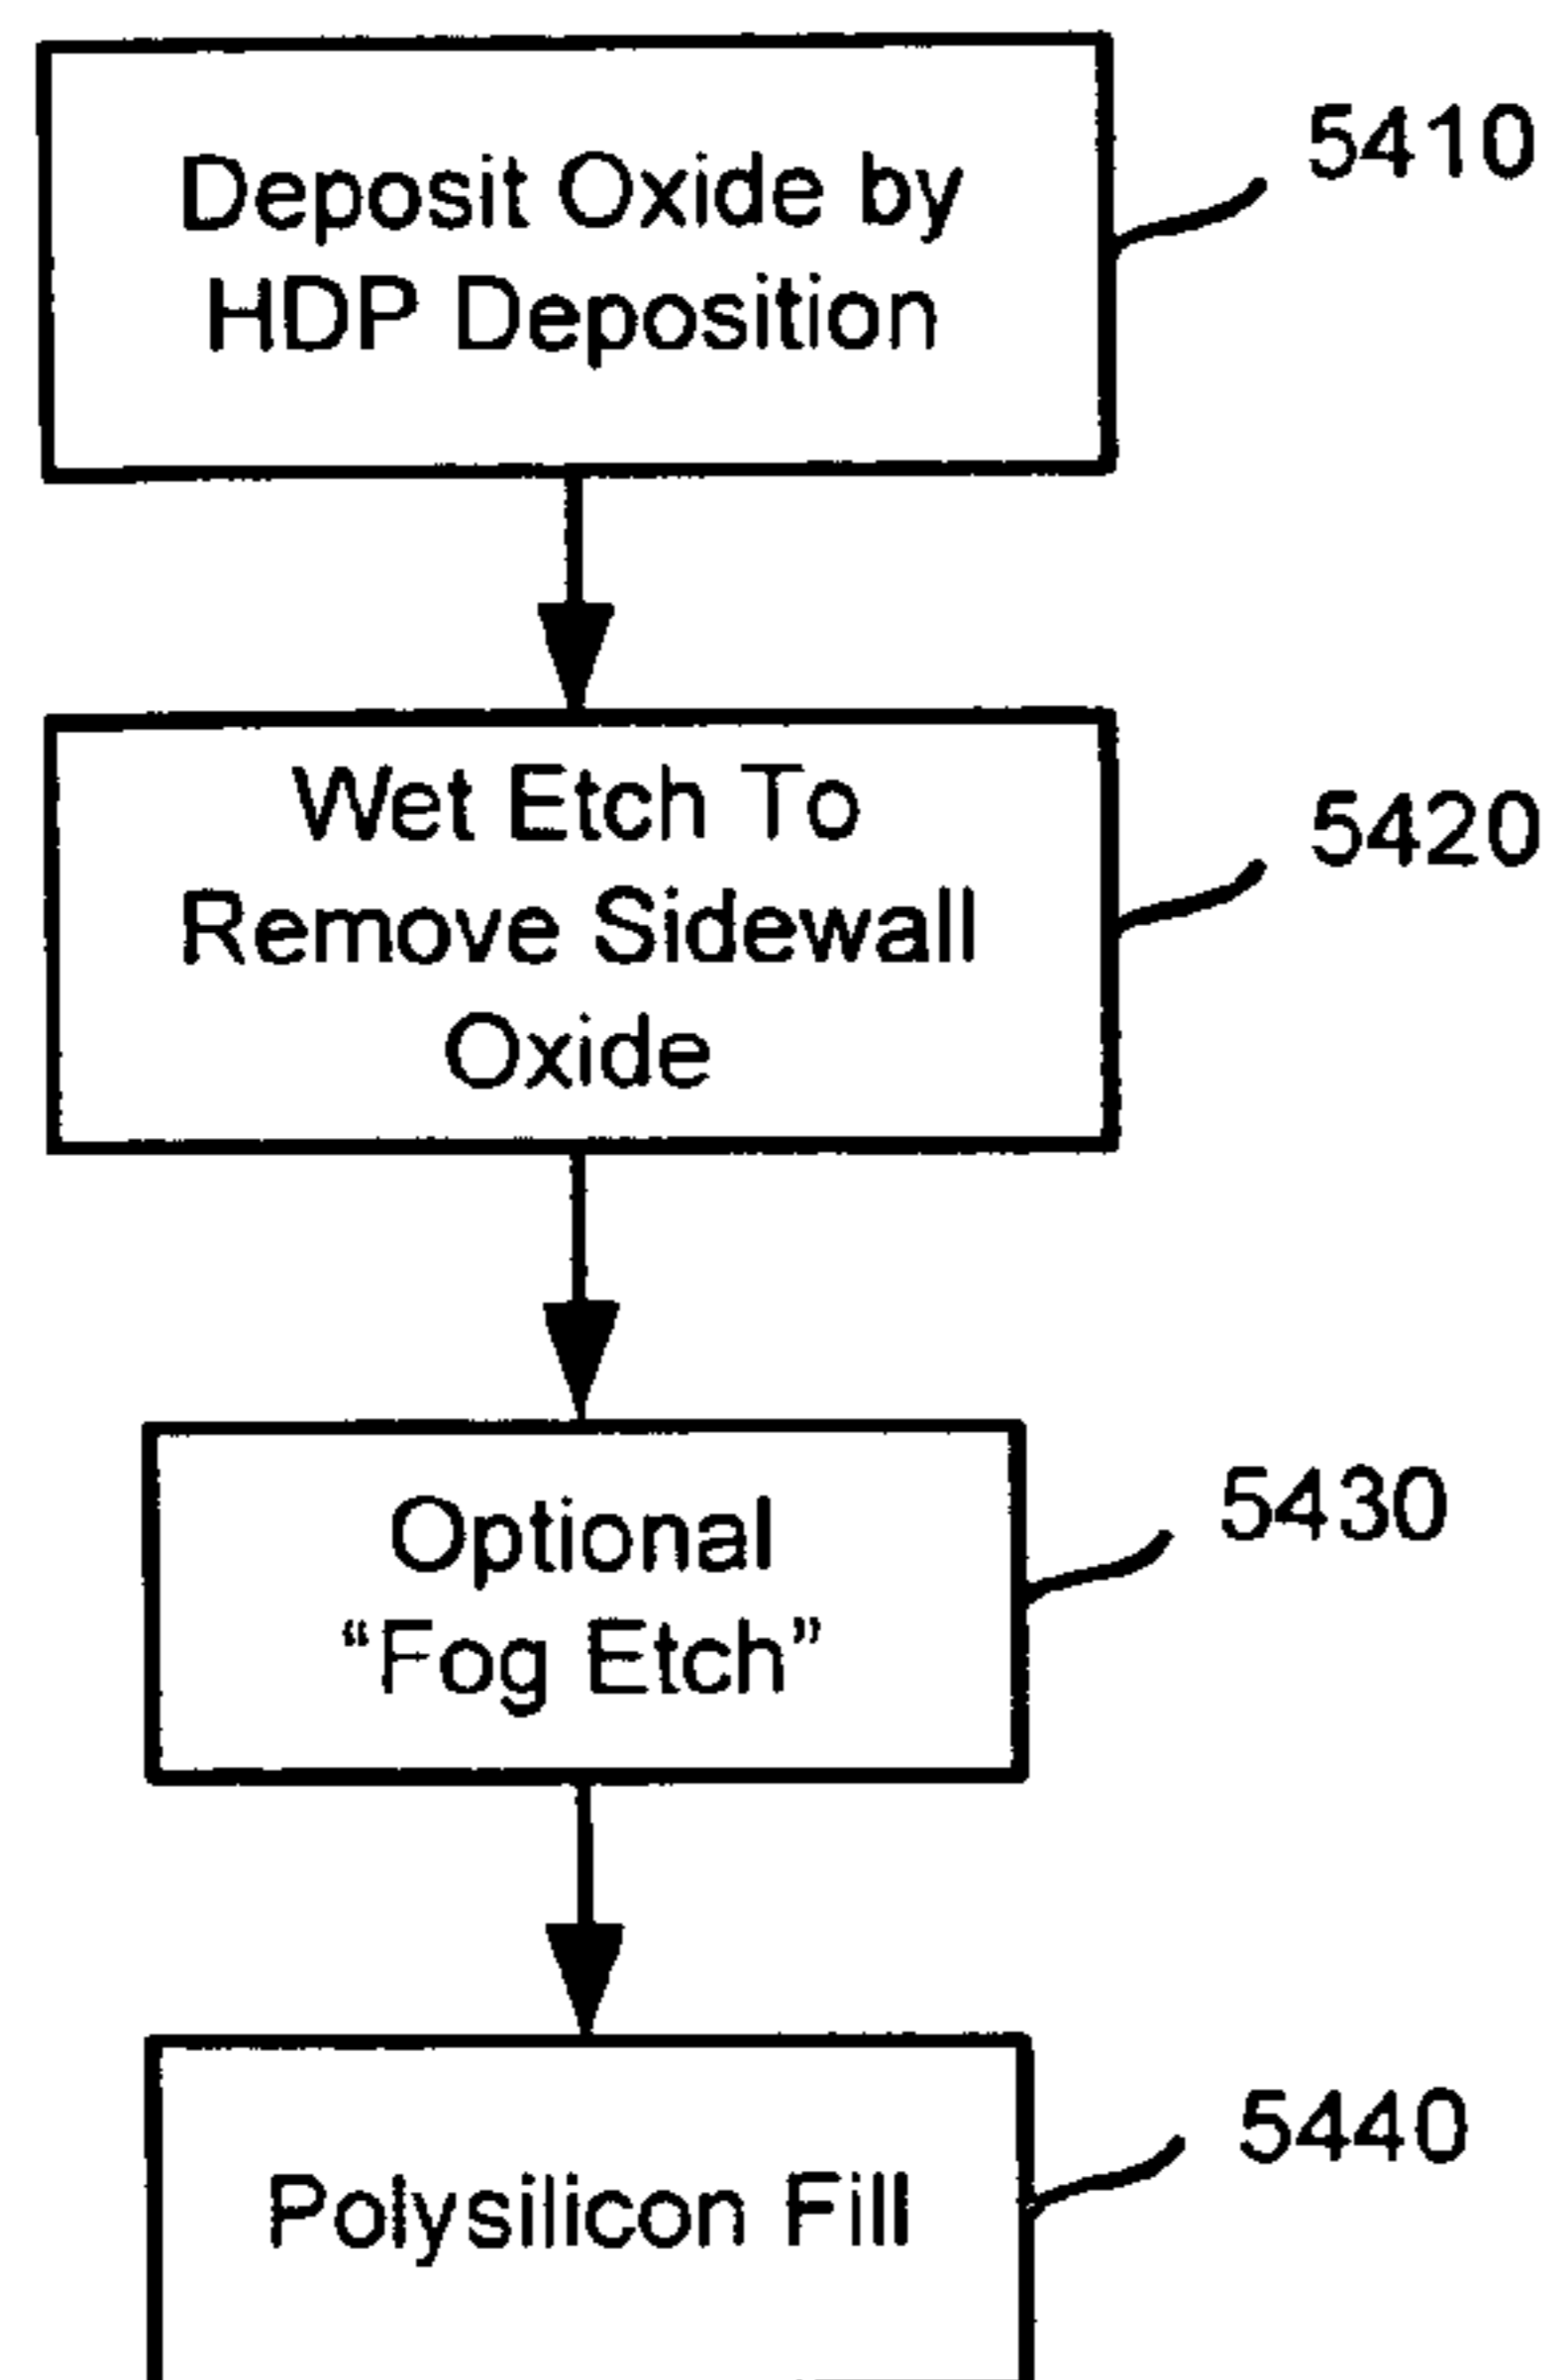 Deposit Oxide by
HDP Deposition
5410
Wet Etch To
Remove Sidewall
Oxide
5420
Optional
“Fog Etch”
5430
Polysilicon Fill
5440